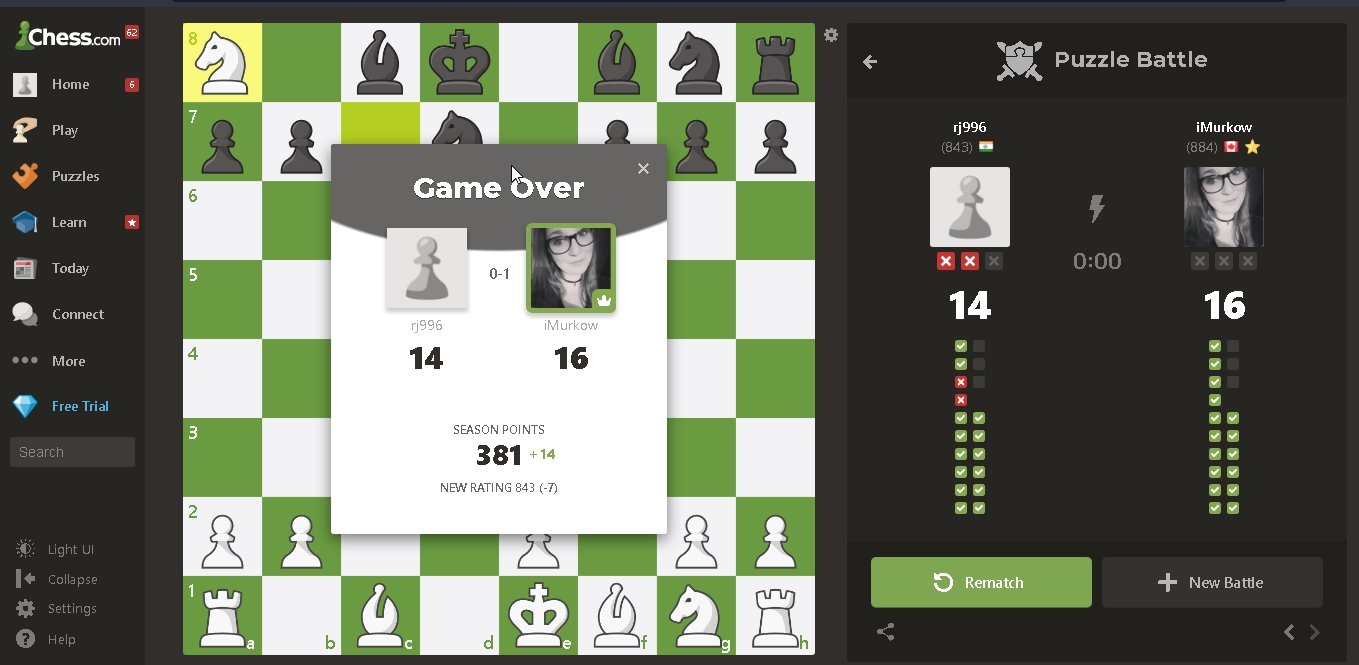 Chess.com 62
Home 6
Play
Puzzles
Learn
Today
Connect
More
Free Trial
Search
Light UI
Collapse
Settings
Help
8
7
6
5
4
3
2
1
a b c d e f g h
Game Over
0-1
rj996 iMurkow
14 16
SEASON POINTS
381 +14
NEW RATING 843 (-7)
Puzzle Battle
rj996 iMurkow
(843) (884)
0:00
14 16
Rematch New Battle